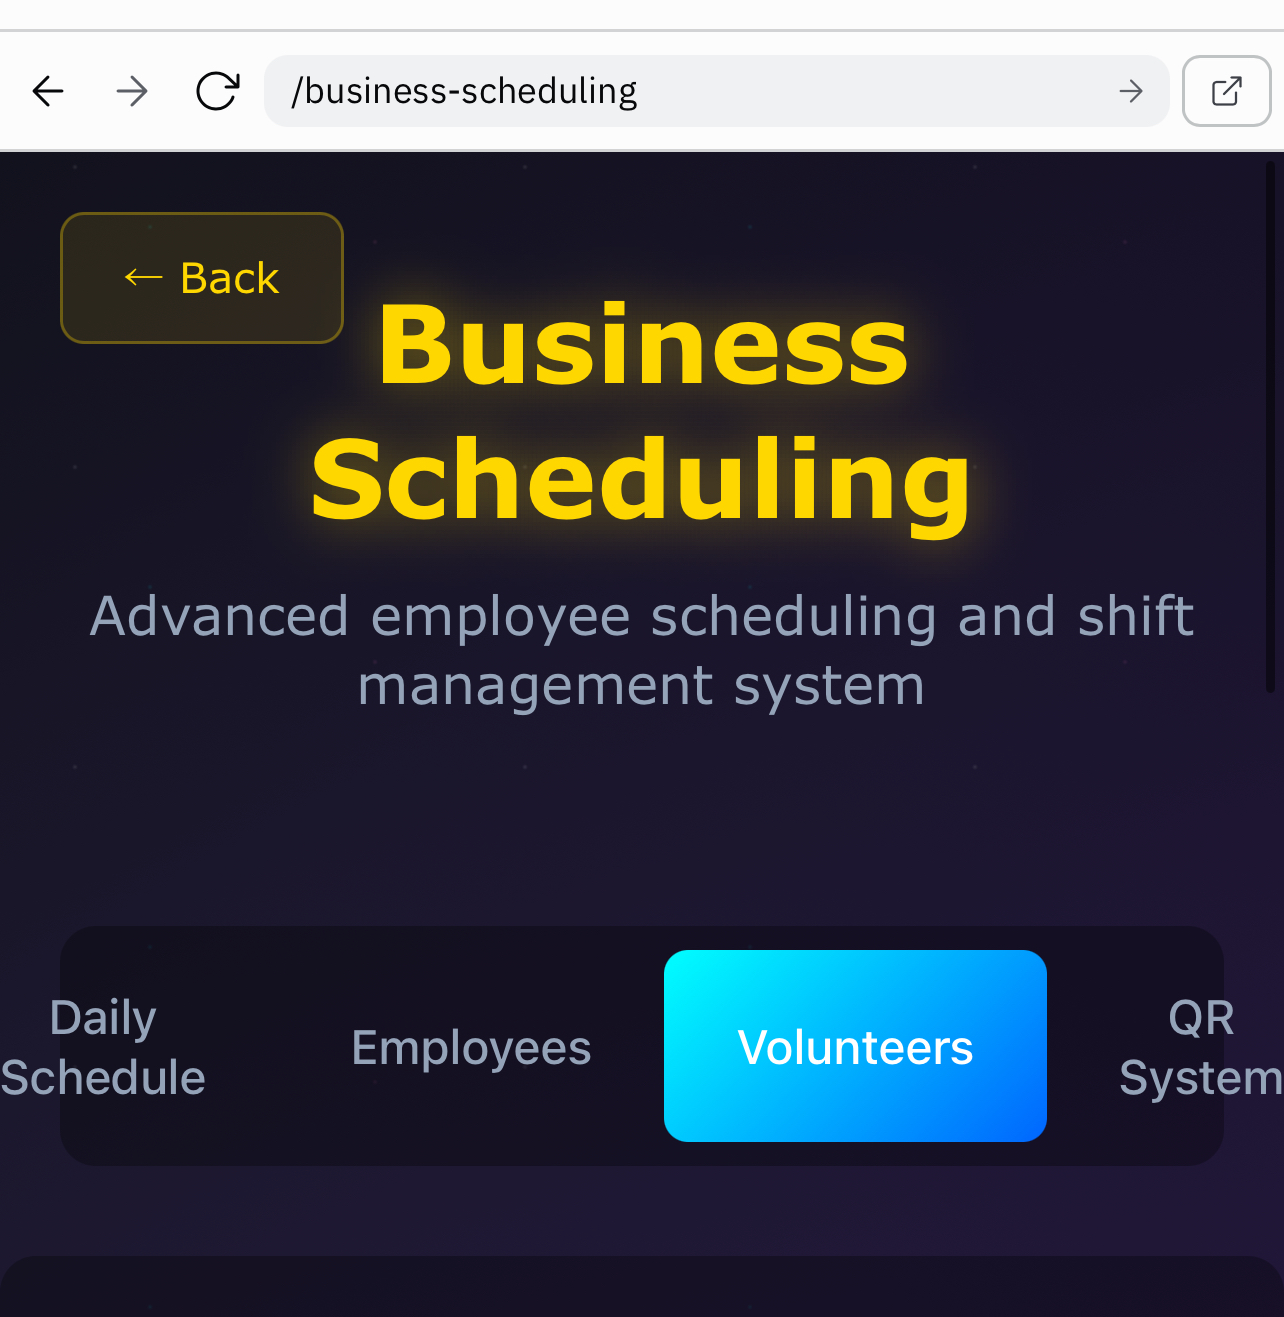 /business-scheduling
← Back
Business
Scheduling
Advanced employee scheduling and shift
management system
Daily
Schedule
Employees
Volunteers
QR
System